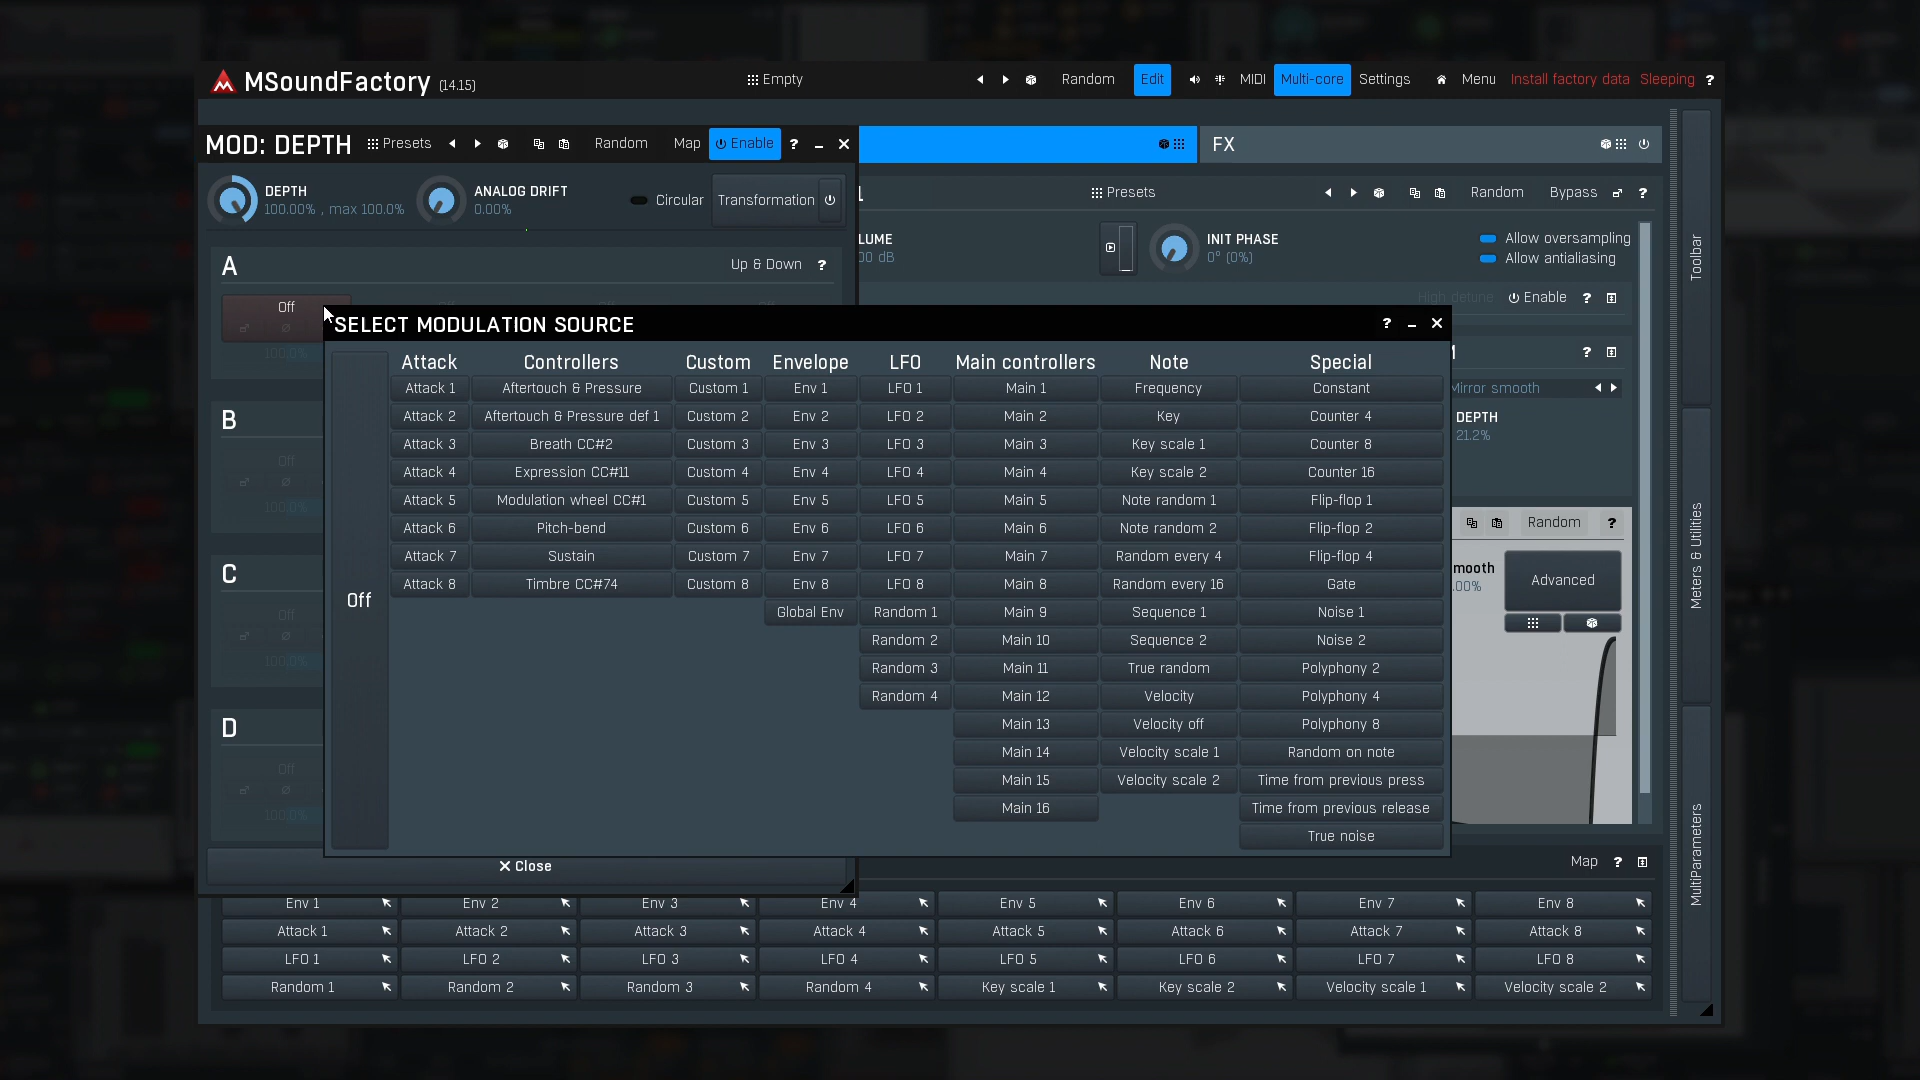 MSoundFactory (14.15)
Empty
Random
Edit
MIDI
Multi-core
Settings
Menu
Install factory data
Sleeping
?
MOD: DEPTH
Presets
Random
Map
Enable
?
FX
DEPTH
100.00% , max 100.0%
ANALOG DRIFT
0.00%
Circular
Transformation
Presets
Random
Bypass
?
A
Up & Down
?
LUME
00 dB
INIT PHASE
0° (0%)
Allow oversampling
Allow antialiasing
Off
High detune
Enable
?
100.0%
SELECT MODULATION SOURCE
?
Off
Attack
Attack 1
Attack 2
Attack 3
Attack 4
Attack 5
Attack 6
Attack 7
Attack 8
Controllers
Aftertouch & Pressure
Aftertouch & Pressure def 1
Breath CC#2
Expression CC#11
Modulation wheel CC#1
Pitch-bend
Sustain
Timbre CC#74
Custom
Custom 1
Custom 2
Custom 3
Custom 4
Custom 5
Custom 6
Custom 7
Custom 8
Envelope
Env 1
Env 2
Env 3
Env 4
Env 5
Env 6
Env 7
Env 8
Global Env
LFO
LFO 1
LFO 2
LFO 3
LFO 4
LFO 5
LFO 6
LFO 7
LFO 8
Random 1
Random 2
Random 3
Random 4
Main controllers
Main 1
Main 2
Main 3
Main 4
Main 5
Main 6
Main 7
Main 8
Main 9
Main 10
Main 11
Main 12
Main 13
Main 14
Main 15
Main 16
Note
Frequency
Key
Key scale 1
Key scale 2
Note random 1
Note random 2
Random every 4
Random every 16
Sequence 1
Sequence 2
True random
Velocity
Velocity off
Velocity scale 1
Velocity scale 2
Special
Constant
Counter 4
Counter 8
Counter 16
Flip-flop 1
Flip-flop 2
Flip-flop 4
Gate
Noise 1
Noise 2
Polyphony 2
Polyphony 4
Polyphony 8
Random on note
Time from previous press
Time from previous release
True noise
?
Mirror smooth
DEPTH
21.2%
Random
?
mooth
.00%
Advanced
B
Off
100.0%
C
Off
100.0%
D
Off
100.0%
Close
Map
?
Env 1
Env 2
Env 3
Env 4
Env 5
Env 6
Env 7
Env 8
Attack 1
Attack 2
Attack 3
Attack 4
Attack 5
Attack 6
Attack 7
Attack 8
LFO 1
LFO 2
LFO 3
LFO 4
LFO 5
LFO 6
LFO 7
LFO 8
Random 1
Random 2
Random 3
Random 4
Key scale 1
Key scale 2
Velocity scale 1
Velocity scale 2
Toolbar
Meters & Utilities
MultiParameters